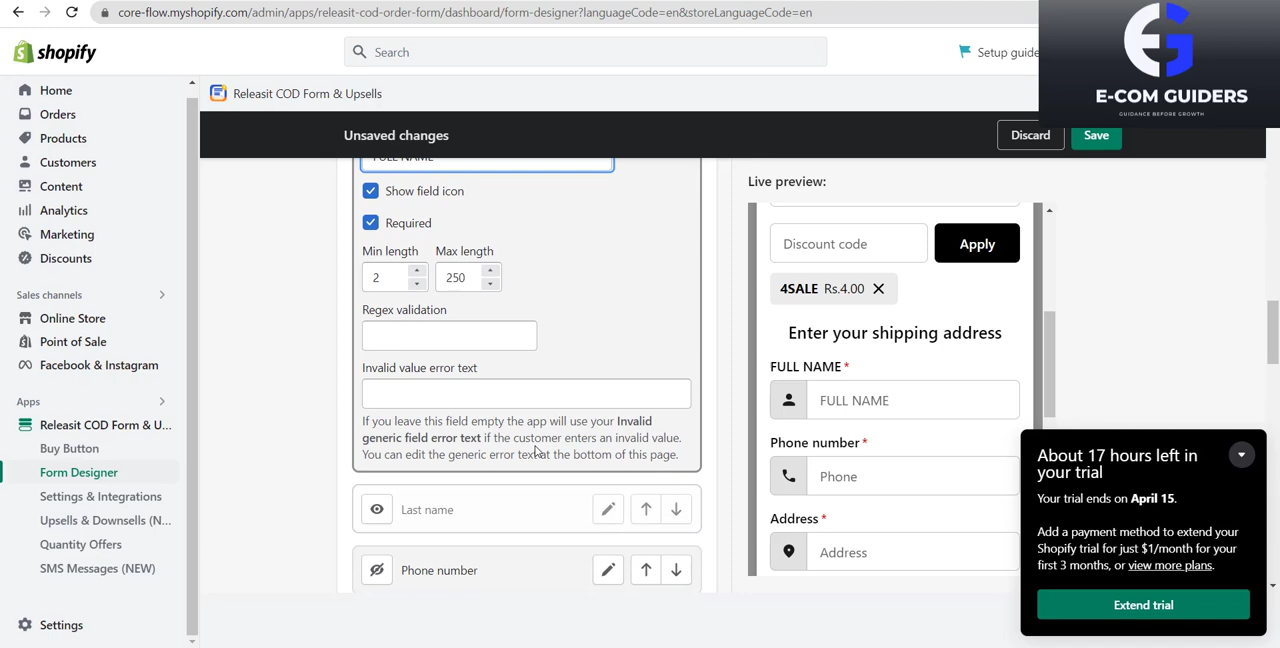 core-flow.myshopify.com/admin/apps/releasit-cod-order-form/dashboard/form-designer?languageCode=en&storeLanguageCode=en
shopify
Search
Setup guide
E-COM GUIDERS
GUIDANCE BEFORE GROWTH
Home
Orders
Products
Customers
Content
Analytics
Marketing
Discounts
Sales channels
Online Store
Point of Sale
Facebook & Instagram
Apps
Releasit COD Form & U...
Buy Button
Form Designer
Settings & Integrations
Upsells & Downsells (N...
Quantity Offers
SMS Messages (NEW)
Settings
Releasit COD Form & Upsells
Unsaved changes
Discard
Save
FULL NAME
Show field icon
Required
Min length Max length
2 250
Regex validation
Invalid value error text
If you leave this field empty the app will use your Invalid
generic field error text if the customer enters an invalid value.
You can edit the generic error text at the bottom of this page.
Last name
Phone number
Live preview:
Discount code Apply
4SALE Rs.4.00
Enter your shipping address
FULL NAME*
FULL NAME
Phone number*
Phone
Address*
Address
About 17 hours left in
your trial
Your trial ends on April 15.
Add a payment method to extend your
Shopify trial for just $1/month for your
first 3 months, or view more plans.
Extend trial